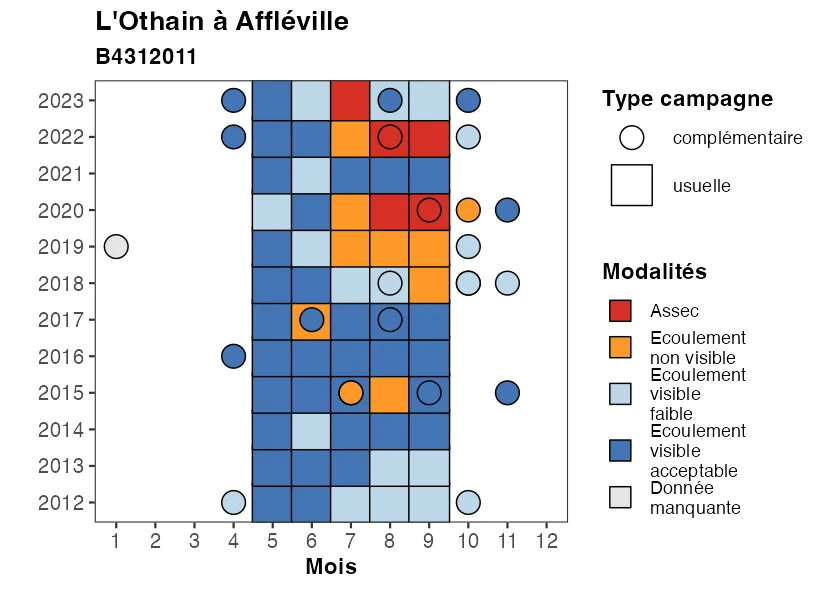 L'Othain à Affléville
B4312011
2023
2022
2021
2020
2019
2018
2017
2016
2015
2014
2013
2012
1 2 3 4 5 6 7 8 9 10 11 12
Mois
Type campagne
complémentaire
usuelle
Modalités
Assec
Ecoulement
non visible
Ecoulement
visible
faible
Ecoulement
visible
acceptable
Donnée
manquante